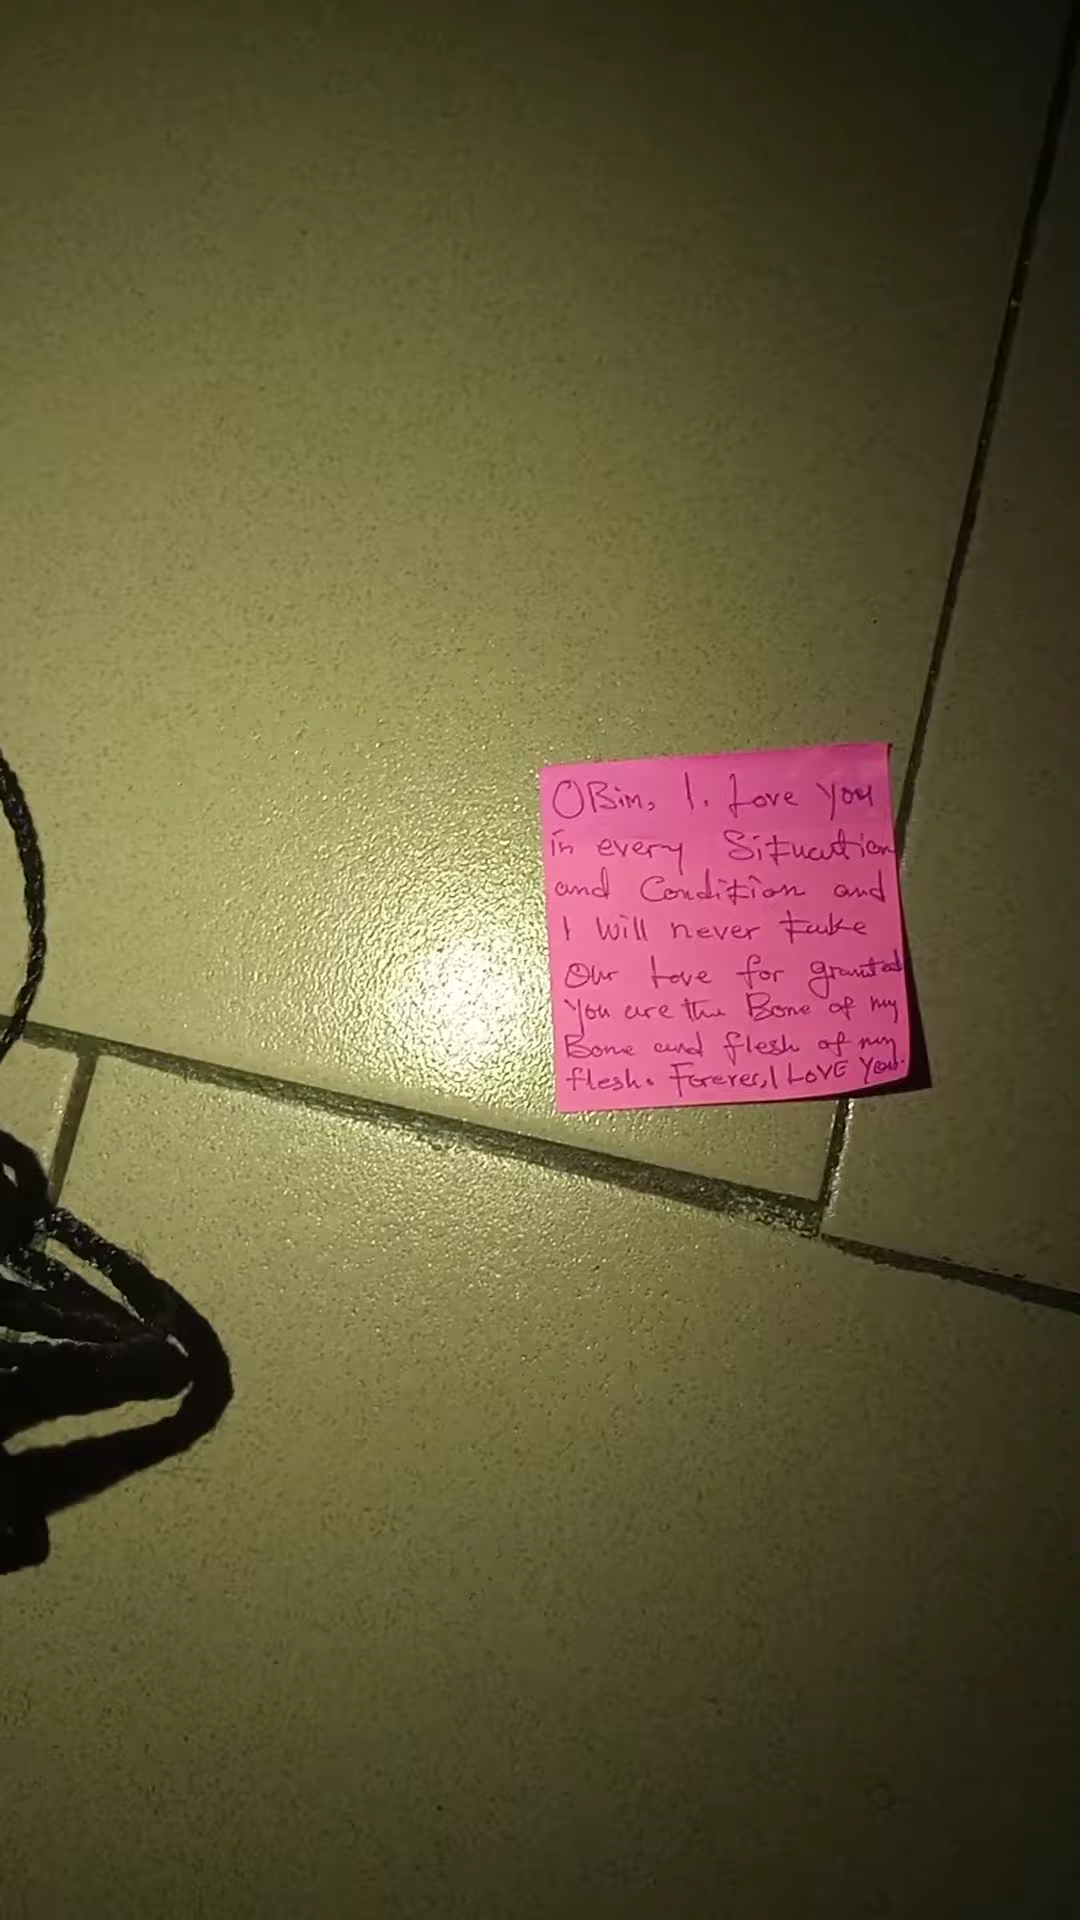 OBim, I. Love you
in every Situation
and Condition and
I will never take
Our Love for granted
You are the Bone of my
Bone and flesh of my
flesh. Forever, I LOVE You.